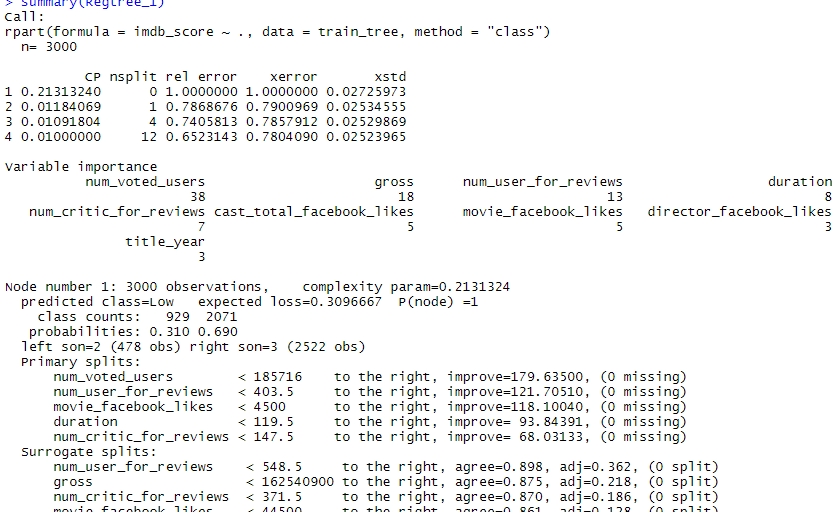 > summary(Regtree_1)
Call:
rpart(formula = imdb_score ~ ., data = train_tree, method = "class")
  n= 3000

          CP nsplit rel error    xerror       xstd
1 0.21313240      0 1.0000000 1.0000000 0.02725973
2 0.01184069      1 0.7868676 0.7900969 0.02534555
3 0.01091804      4 0.7405813 0.7857912 0.02529869
4 0.01000000     12 0.6523143 0.7804090 0.02523965

Variable importance
          num_voted_users                     gross      num_user_for_reviews                  duration
                       38                        18                        13                         8
   num_critic_for_reviews cast_total_facebook_likes      movie_facebook_likes   director_facebook_likes
                        7                         5                         5                         3
               title_year
                        3

Node number 1: 3000 observations,    complexity param=0.2131324
  predicted class=Low   expected loss=0.3096667  P(node) =1
    class counts:   929  2071
   probabilities: 0.310 0.690
  left son=2 (478 obs) right son=3 (2522 obs)
  Primary splits:
      num_voted_users        < 185716    to the right, improve=179.63500, (0 missing)
      num_user_for_reviews   < 403.5     to the right, improve=121.70510, (0 missing)
      movie_facebook_likes   < 4500      to the right, improve=118.10040, (0 missing)
      duration               < 119.5     to the right, improve= 93.84391, (0 missing)
      num_critic_for_reviews < 147.5     to the right, improve= 68.03133, (0 missing)
  Surrogate splits:
      num_user_for_reviews    < 548.5     to the right, agree=0.898, adj=0.362, (0 split)
      gross                   < 162540900 to the right, agree=0.875, adj=0.218, (0 split)
      num_critic_for_reviews  < 371.5     to the right, agree=0.870, adj=0.186, (0 split)
      movie_facebook_likes    < 44500     to the right, agree=0.861, adj=0.128, (0 split)